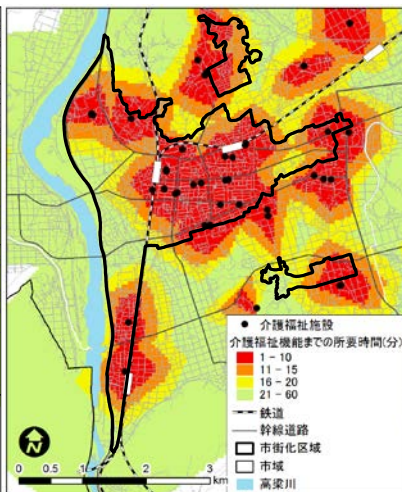 介護福祉施設
介護福祉機能までの所要時間(分)
1 - 10
11 - 15
16 - 20
21 - 60
鉄道
幹線道路
市街化区域
市域
高梁川
N
0 0.5 1 2 3
km